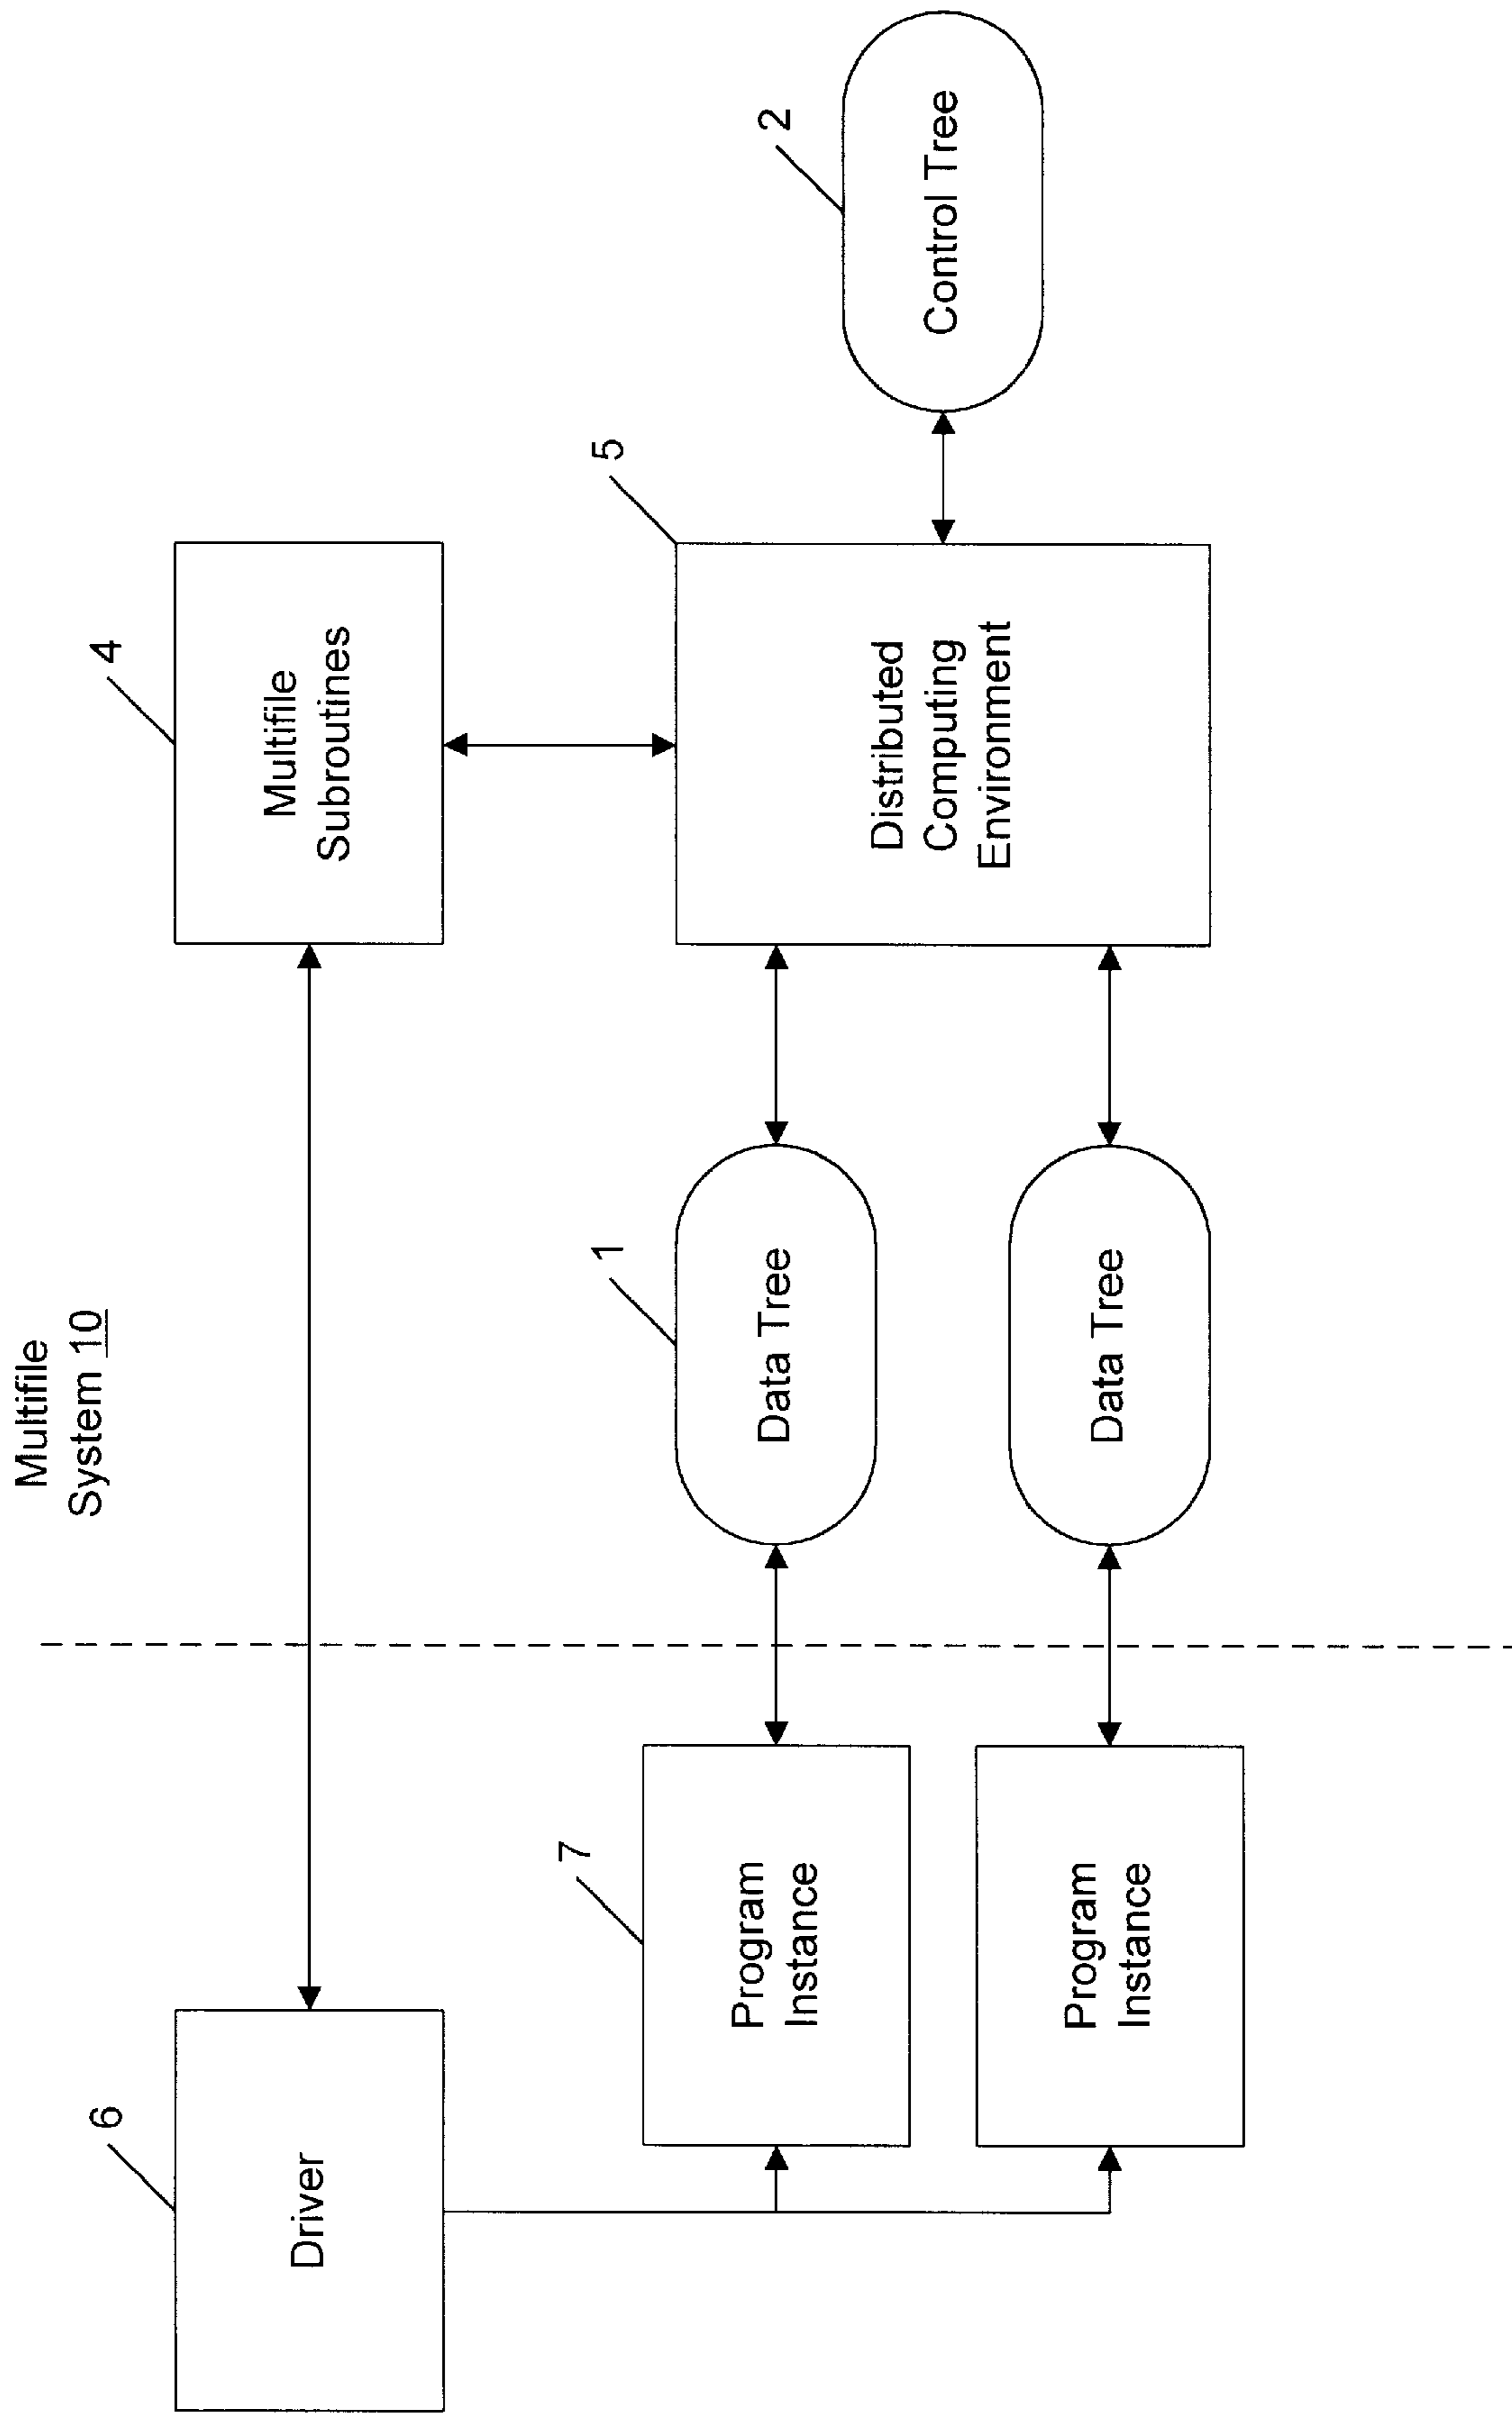 Multifile
System 10
6
Driver
4
Multifile
Subroutines
7
Program
Instance
1
Data Tree
5
Distributed
Computing
Environment
2
Control Tree
Program
Instance
Data Tree